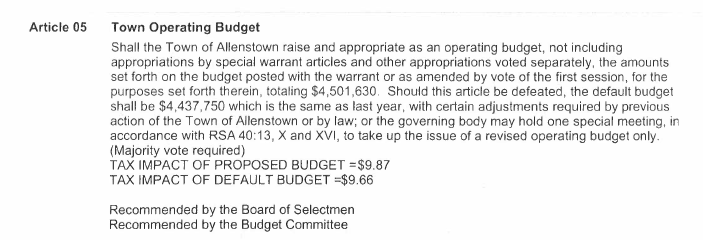 Article 05 Town Operating Budget
Shall the Town of Allenstown raise and appropriate as an operating budget, not including
appropriations by special warrant articles and other appropriations voted separately, the amounts
set forth on the budget posted with the warrant or as amended by vote of the first session, for the
purposes set forth therein, totaling $4,501,630. Should this article be defeated, the default budget
shall be $4,437,750 which is the same as last year, with certain adjustments required by previous
action of the Town of Allenstown or by law; or the governing body may hold one special meeting, in
accordance with RSA 40:13, X and XVI, to take up the issue of a revised operating budget only.
(Majority vote required)
TAX IMPACT OF PROPOSED BUDGET =$9.87
TAX IMPACT OF DEFAULT BUDGET =$9.66
Recommended by the Board of Selectmen
Recommended by the Budget Committee